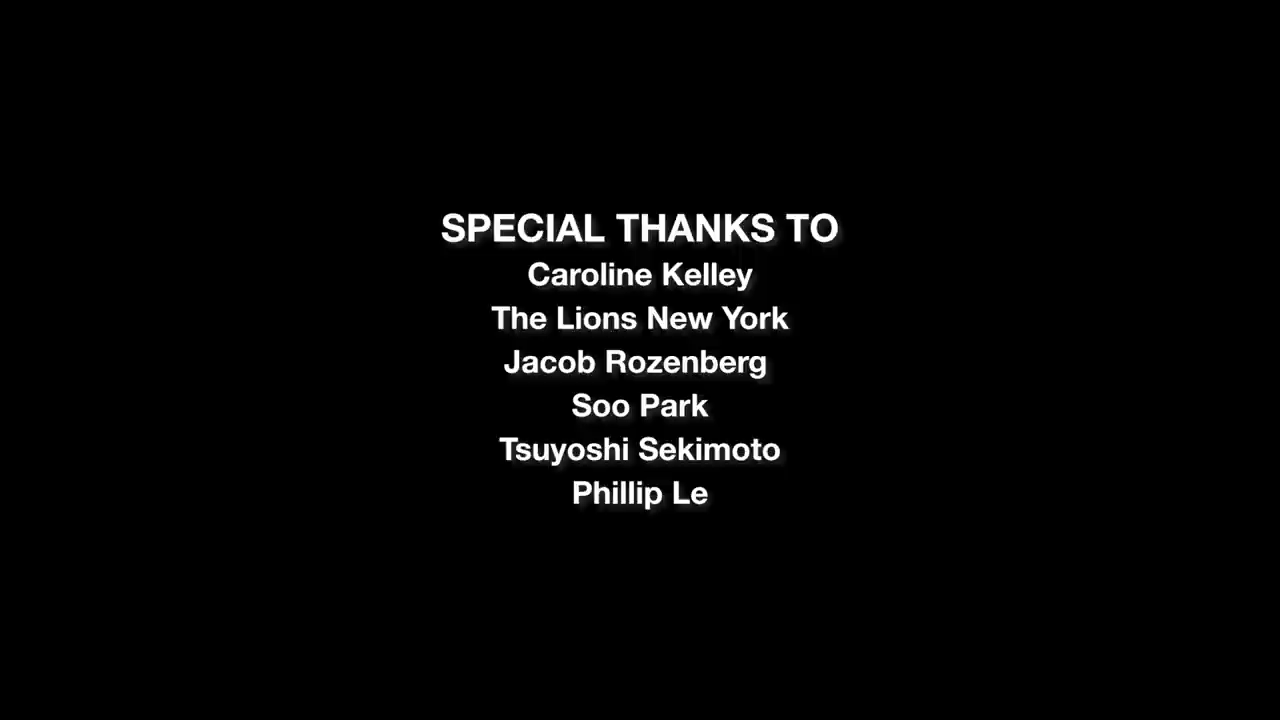 SPECIAL THANKS TO
Caroline Kelley
The Lions New York
Jacob Rozenberg
Soo Park
Tsuyoshi Sekimoto
Phillip Le